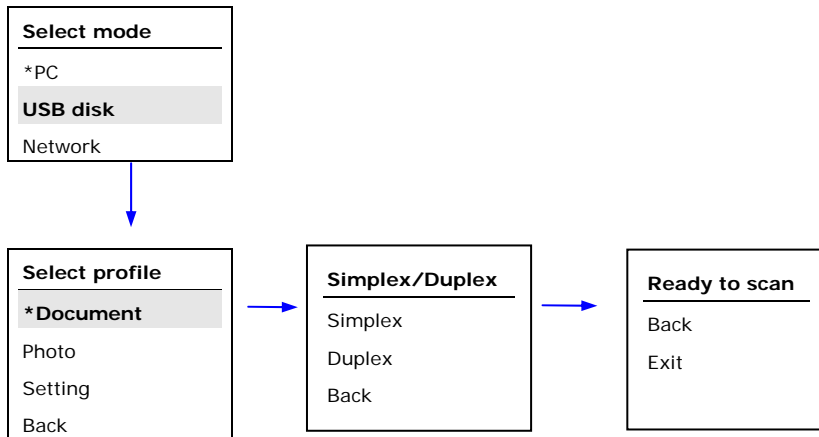 Select mode
*PC
USB disk
Network
Select profile
*Document
Photo
Setting
Back
Simplex/Duplex
Simplex
Duplex
Back
Ready to scan
Back
Exit